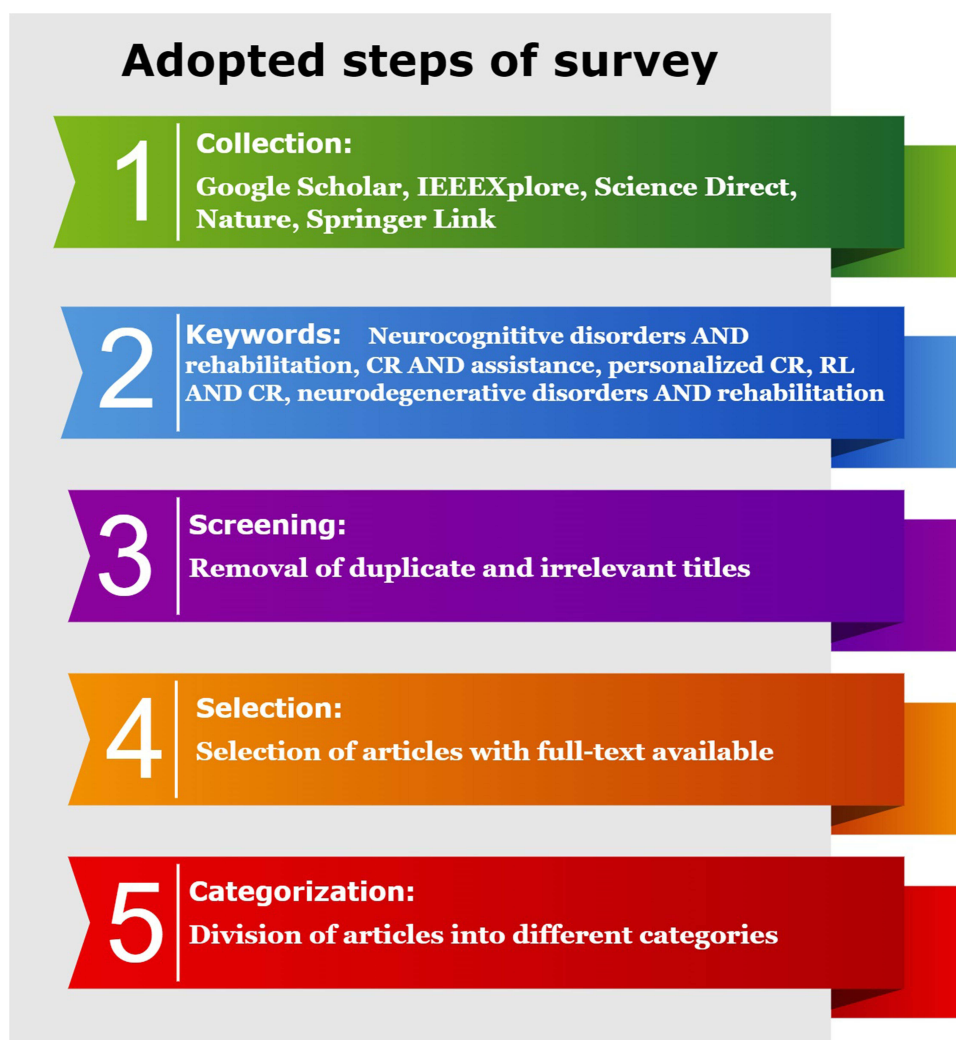 Adopted steps of survey
1
Collection:
Google Scholar, IEEEXplore, Science Direct,
Nature, Springer Link
2
Keywords: Neurocognititve disorders AND
rehabilitation, CR AND assistance, personalized CR, RL
AND CR, neurodegenerative disorders AND rehabilitation
3
Screening:
Removal of duplicate and irrelevant titles
4
Selection:
Selection of articles with full-text available
5
Categorization:
Division of articles into different categories